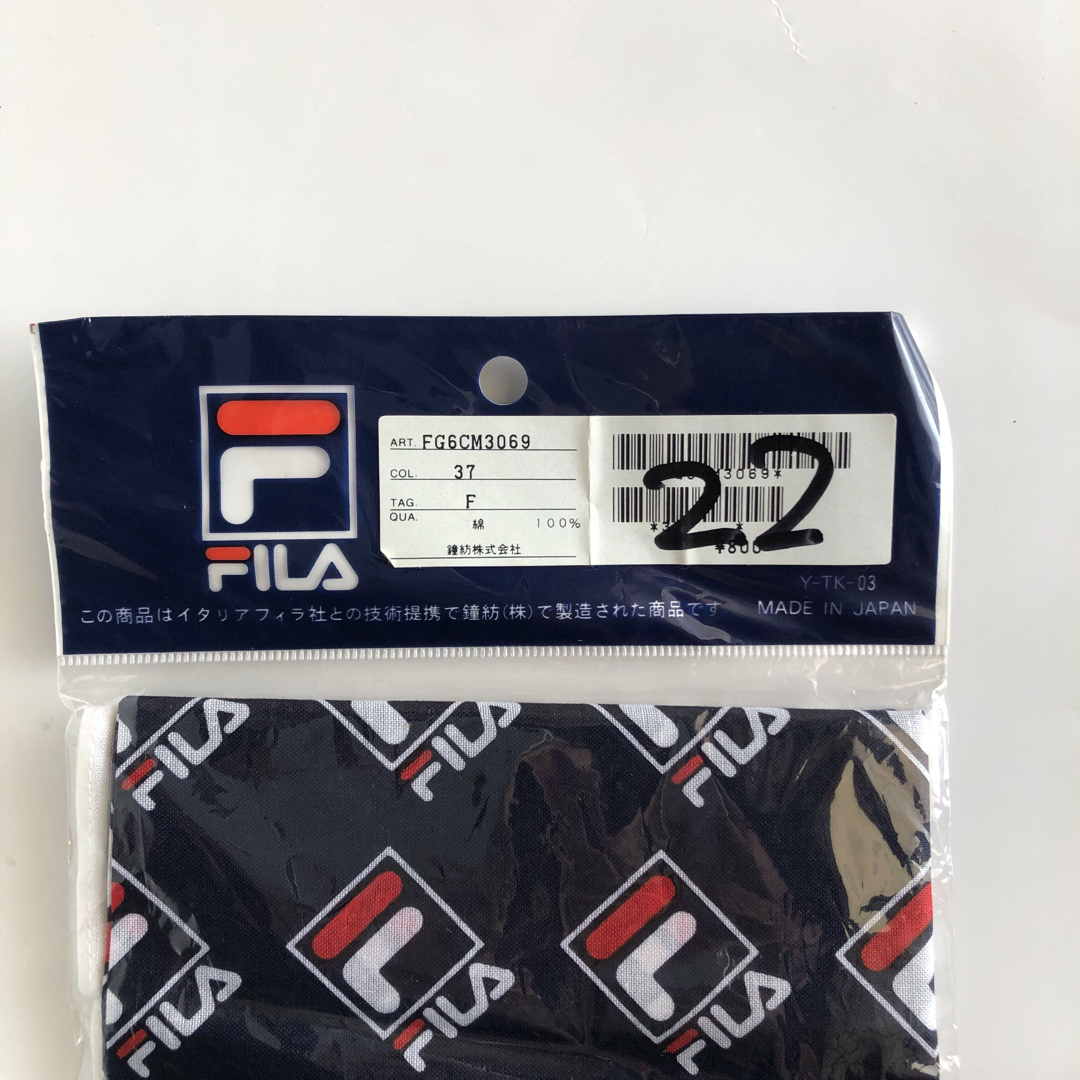 FILA
ART. FG6CM3069
COL. 37
TAG. F
QUA. 綿 100%
鐘紡株式会社
22
¥800
Y-TK-03
この商品はイタリアフィラ社との技術提携で鐘紡(株)で製造された商品です MADE IN JAPAN
FILA
FILA
FILA
FILA
FILA
FILA